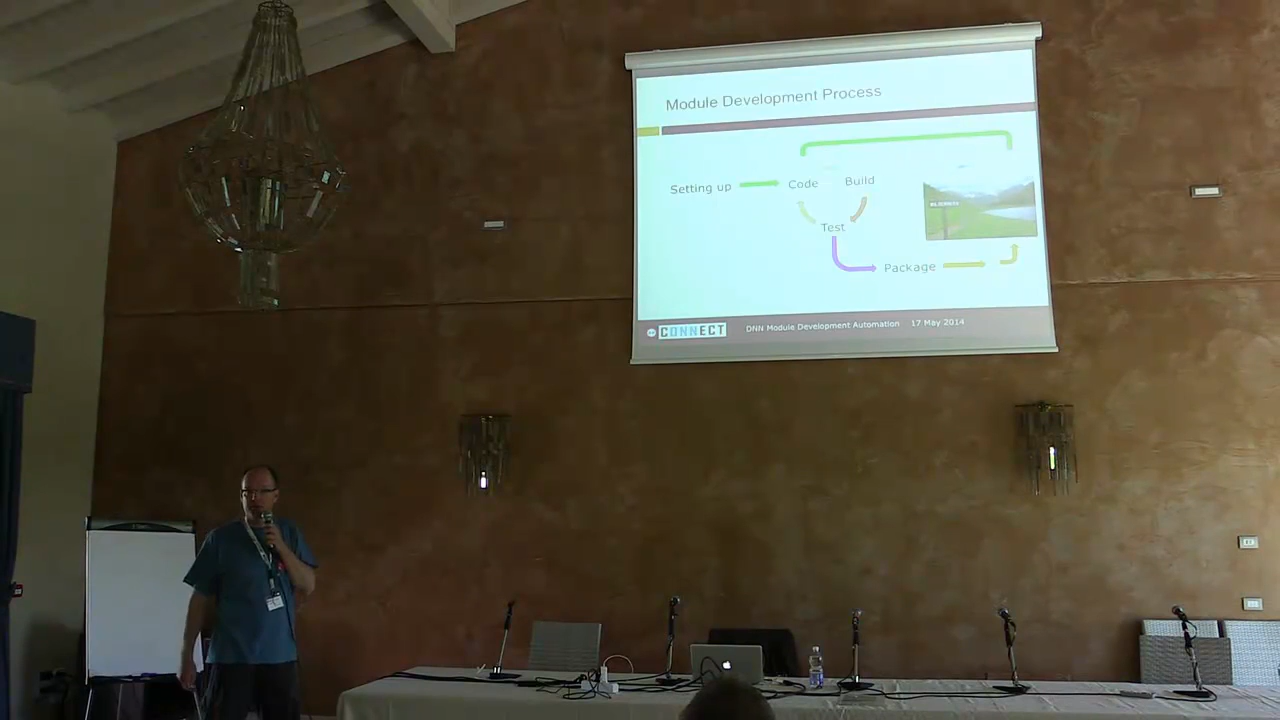 Module Development Process
Setting up
Code
Build
Test
Package
CONNECT
DNN Module Development Automation 17 May 2014